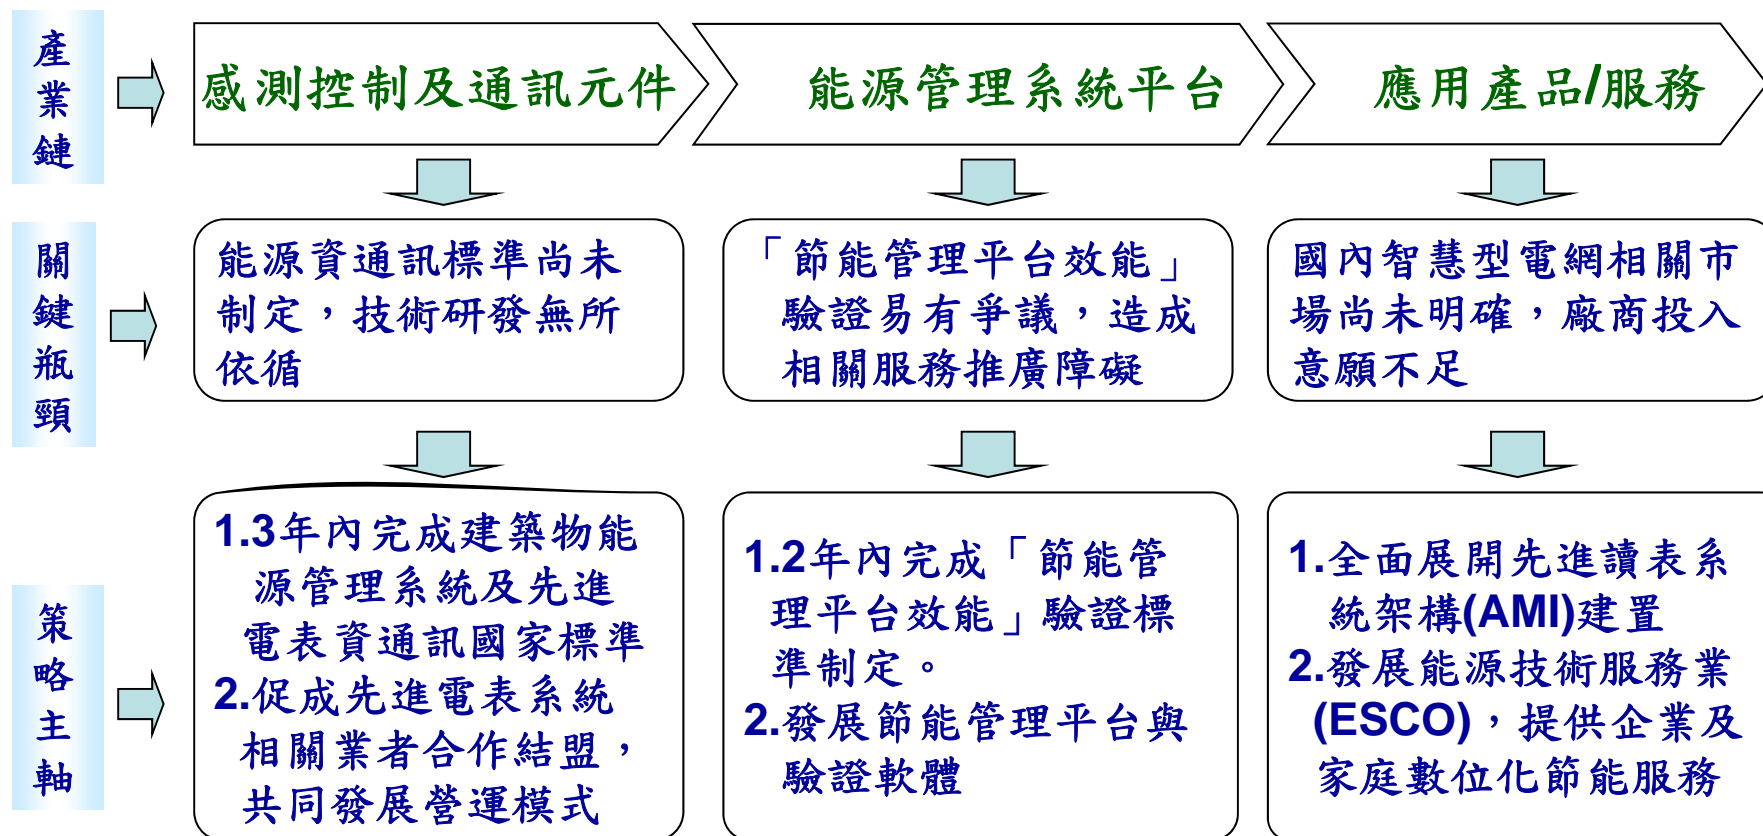 產業鏈
感測控制及通訊元件
能源管理系統平台
應用產品/服務
關鍵瓶頸
能源資通訊標準尚未
制定，技術研發無所
依循
「節能管理平台效能」
驗證易有爭議，造成
相關服務推廣障礙
國內智慧型電網相關市
場尚未明確，廠商投入
意願不足
策略主軸
1.3年內完成建築物能
源管理系統及先進
電表資通訊國家標準
2.促成先進電表系統
相關業者合作結盟，
共同發展營運模式
1.2年內完成「節能管
理平台效能」驗證標
準制定。
2.發展節能管理平台與
驗證軟體
1.全面展開先進讀表系
統架構(AMI)建置
2.發展能源技術服務業
(ESCO)，提供企業及
家庭數位化節能服務